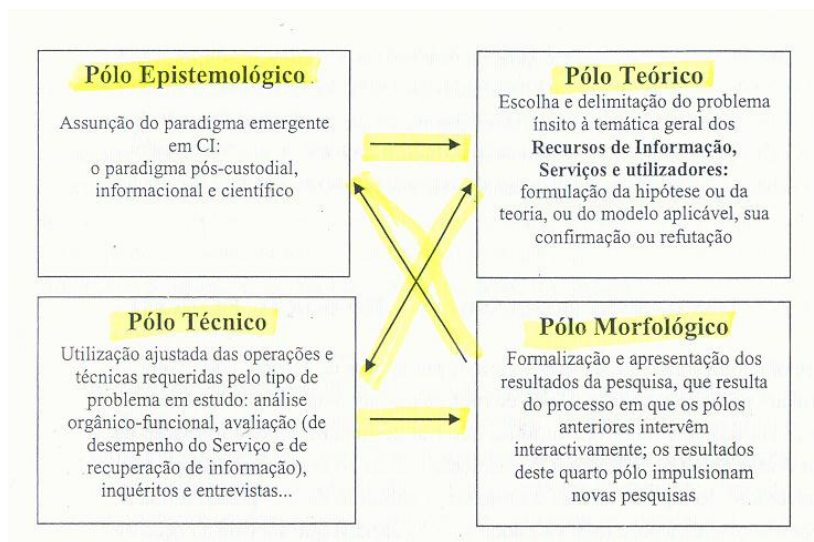 Pólo Epistemológico
Assunção do paradigma emergente
em CI:
o paradigma pós-custodial,
informacional e científico
Pólo Teórico
Escolha e delimitação do problema
ínsito à temática geral dos
Recursos de Informação,
Serviços e utilizadores:
formulação da hipótese ou da
teoria, ou do modelo aplicável, sua
confirmação ou refutação
Pólo Técnico
Utilização ajustada das operações e
técnicas requeridas pelo tipo de
problema em estudo: análise
orgânico-funcional, avaliação (de
desempenho do Serviço e de
recuperação de informação),
inquéritos e entrevistas...
Pólo Morfológico
Formalização e apresentação dos
resultados da pesquisa, que resulta
do processo em que os pólos
anteriores intervêm
interactivamente; os resultados
deste quarto pólo impulsionam
novas pesquisas